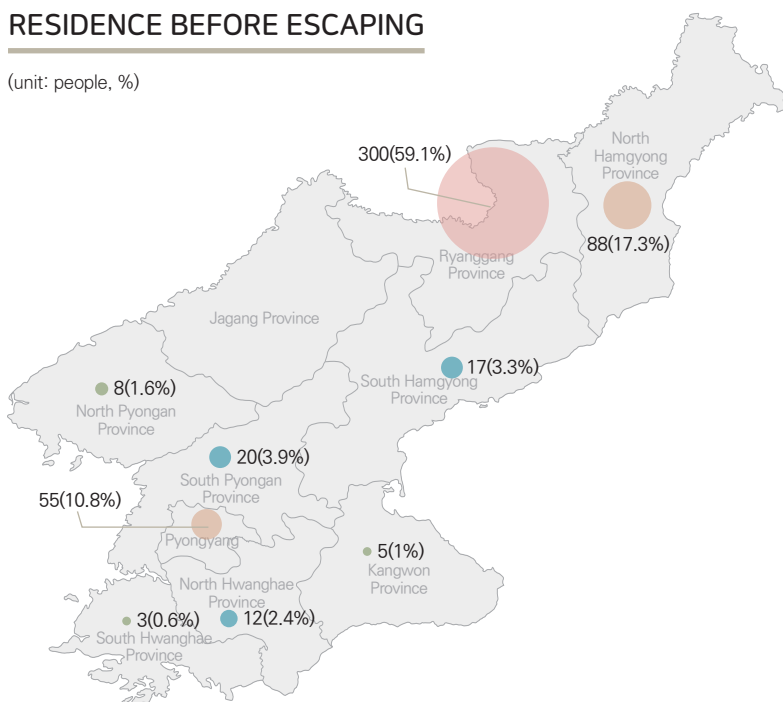 RESIDENCE BEFORE ESCAPING
(unit: people, %)
North
Hamgyong
Province
88(17.3%)
300(59.1%)
Ryanggang
Province
Jagang Province
17(3.3%)
South Hamgyong
Province
8(1.6%)
North Pyongan
Province
20(3.9%)
South Pyongan
Province
55(10.8%)
Pyongyang
5(1%)
Kangwon
Province
North Hwanghae
Province
12(2.4%)
3(0.6%)
South Hwanghae
Province